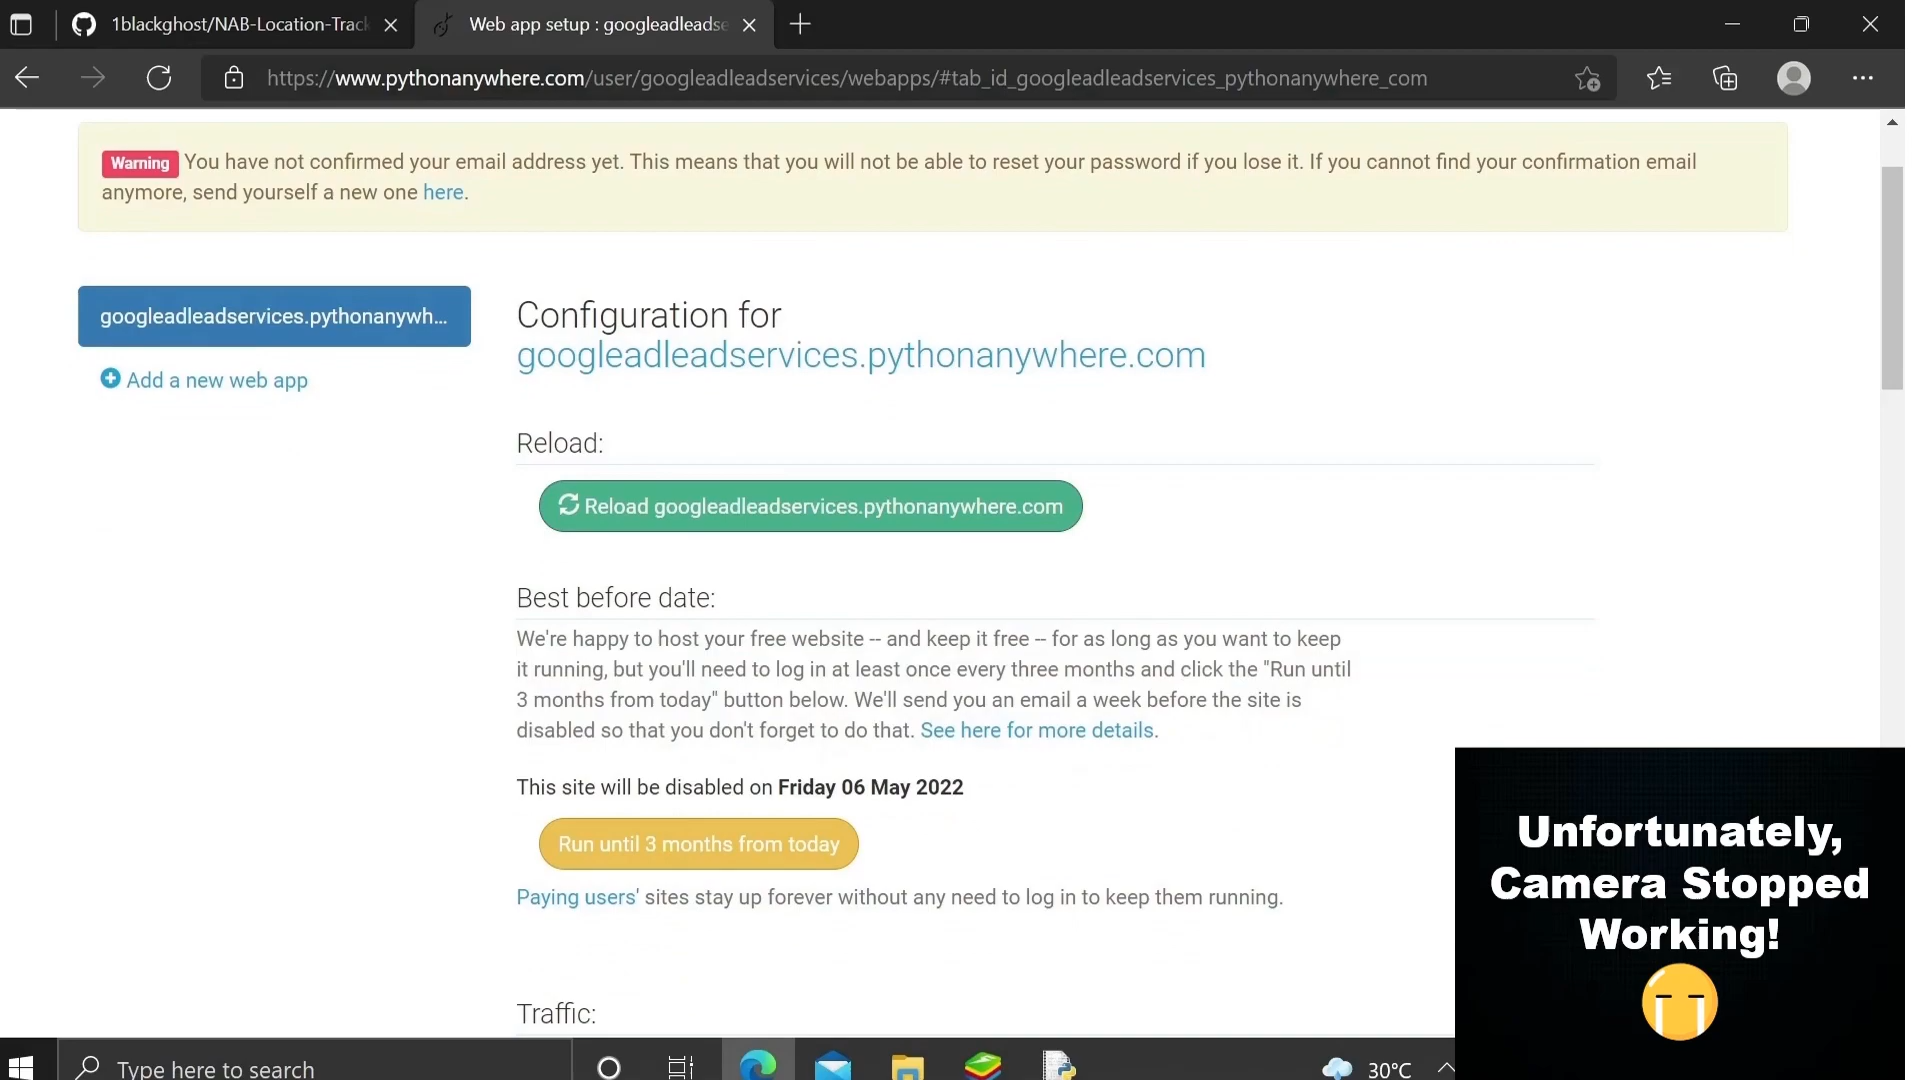 1blackghost/NAB-Location-Track
Web app setup : googleadleadse
https://www.pythonanywhere.com/user/googleadleadservices/webapps/#tab_id_googleadleadservices_pythonanywhere_com
Warning You have not confirmed your email address yet. This means that you will not be able to reset your password if you lose it. If you cannot find your confirmation email
anymore, send yourself a new one here.
googleadleadservices.pythonanywh...
Add a new web app
Configuration for
googleadleadservices.pythonanywhere.com
Reload:
Reload googleadleadservices.pythonanywhere.com
Best before date:
We're happy to host your free website -- and keep it free -- for as long as you want to keep
it running, but you'll need to log in at least once every three months and click the "Run until
3 months from today" button below. We'll send you an email a week before the site is
disabled so that you don't forget to do that. See here for more details.
This site will be disabled on Friday 06 May 2022
Run until 3 months from today
Paying users' sites stay up forever without any need to log in to keep them running.
Traffic:
Unfortunately,
Camera Stopped
Working!
Type here to search
30°C